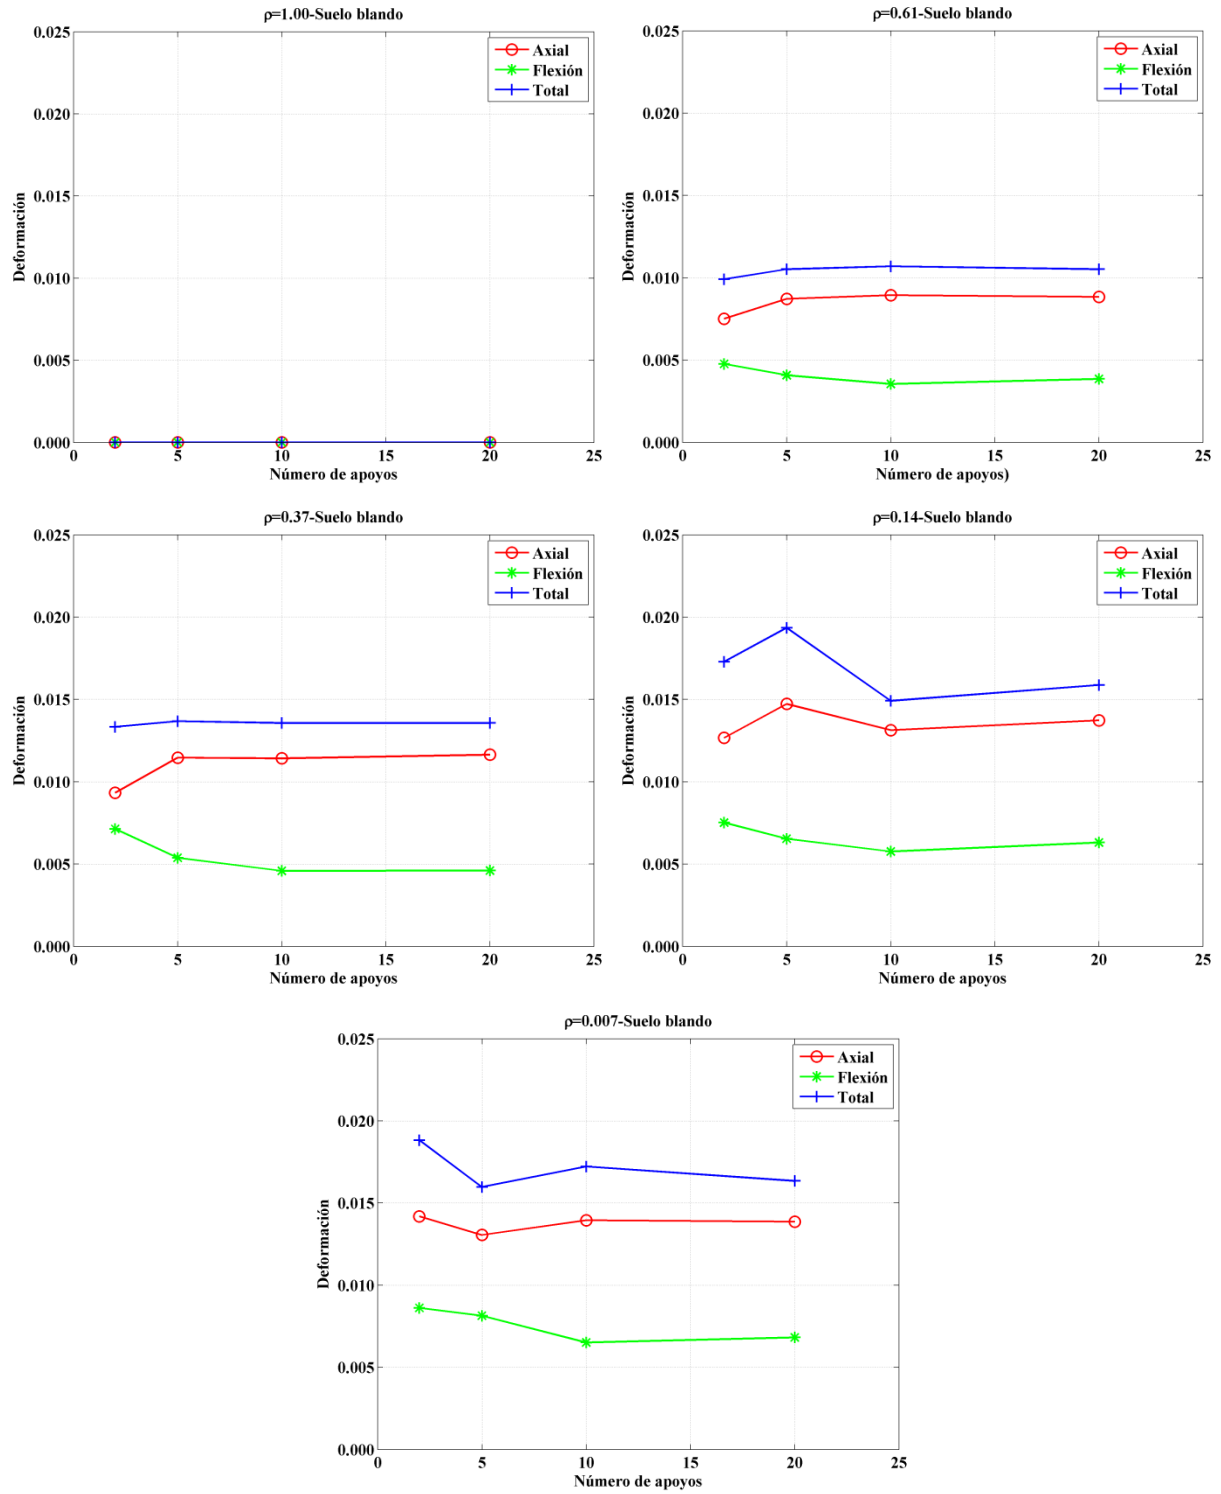 ρ=1.00-Suelo blando
0.025
0.020
0.015
0.010
0.005
0.000
Deformación
0
5
10
15
20
25
Número de apoyos
Axial
Flexión
Total
ρ=0.61-Suelo blando
0.025
0.020
0.015
0.010
0.005
0.000
Deformación
0
5
10
15
20
25
Número de apoyos)
Axial
Flexión
Total
ρ=0.37-Suelo blando
0.025
0.020
0.015
0.010
0.005
0.000
Deformación
0
5
10
15
20
25
Número de apoyos
Axial
Flexión
Total
ρ=0.14-Suelo blando
0.025
0.020
0.015
0.010
0.005
0.000
Deformación
0
5
10
15
20
25
Número de apoyos
Axial
Flexión
Total
ρ=0.007-Suelo blando
0.025
0.020
0.015
0.010
0.005
0.000
Deformación
0
5
10
15
20
25
Número de apoyos
Axial
Flexión
Total